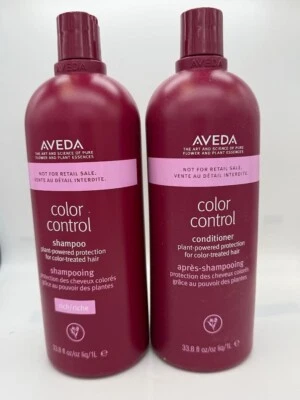 AVEDA
THE ART AND SCIENCE OF PURE
FLOWER AND PLANT ESSENCES
NOT FOR RETAIL SALE.
VENTE AU DÉTAIL INTERDITE.
color
control
shampoo
plant-powered protection
for color-treated hair
shampooing
protection des cheveux colorés
grâce au pouvoir des plantes
rich/riche
33.8 fl oz/oz liq/1L ℮
AVEDA
THE ART AND SCIENCE OF PURE
FLOWER AND PLANT ESSENCES
NOT FOR RETAIL SALE.
VENTE AU DÉTAIL INTERDITE.
color
control
conditioner
plant-powered protection
for color-treated hair
après-shampooing
protection des cheveux colorés
grâce au pouvoir des plantes
33.8 fl oz/oz liq/1L ℮